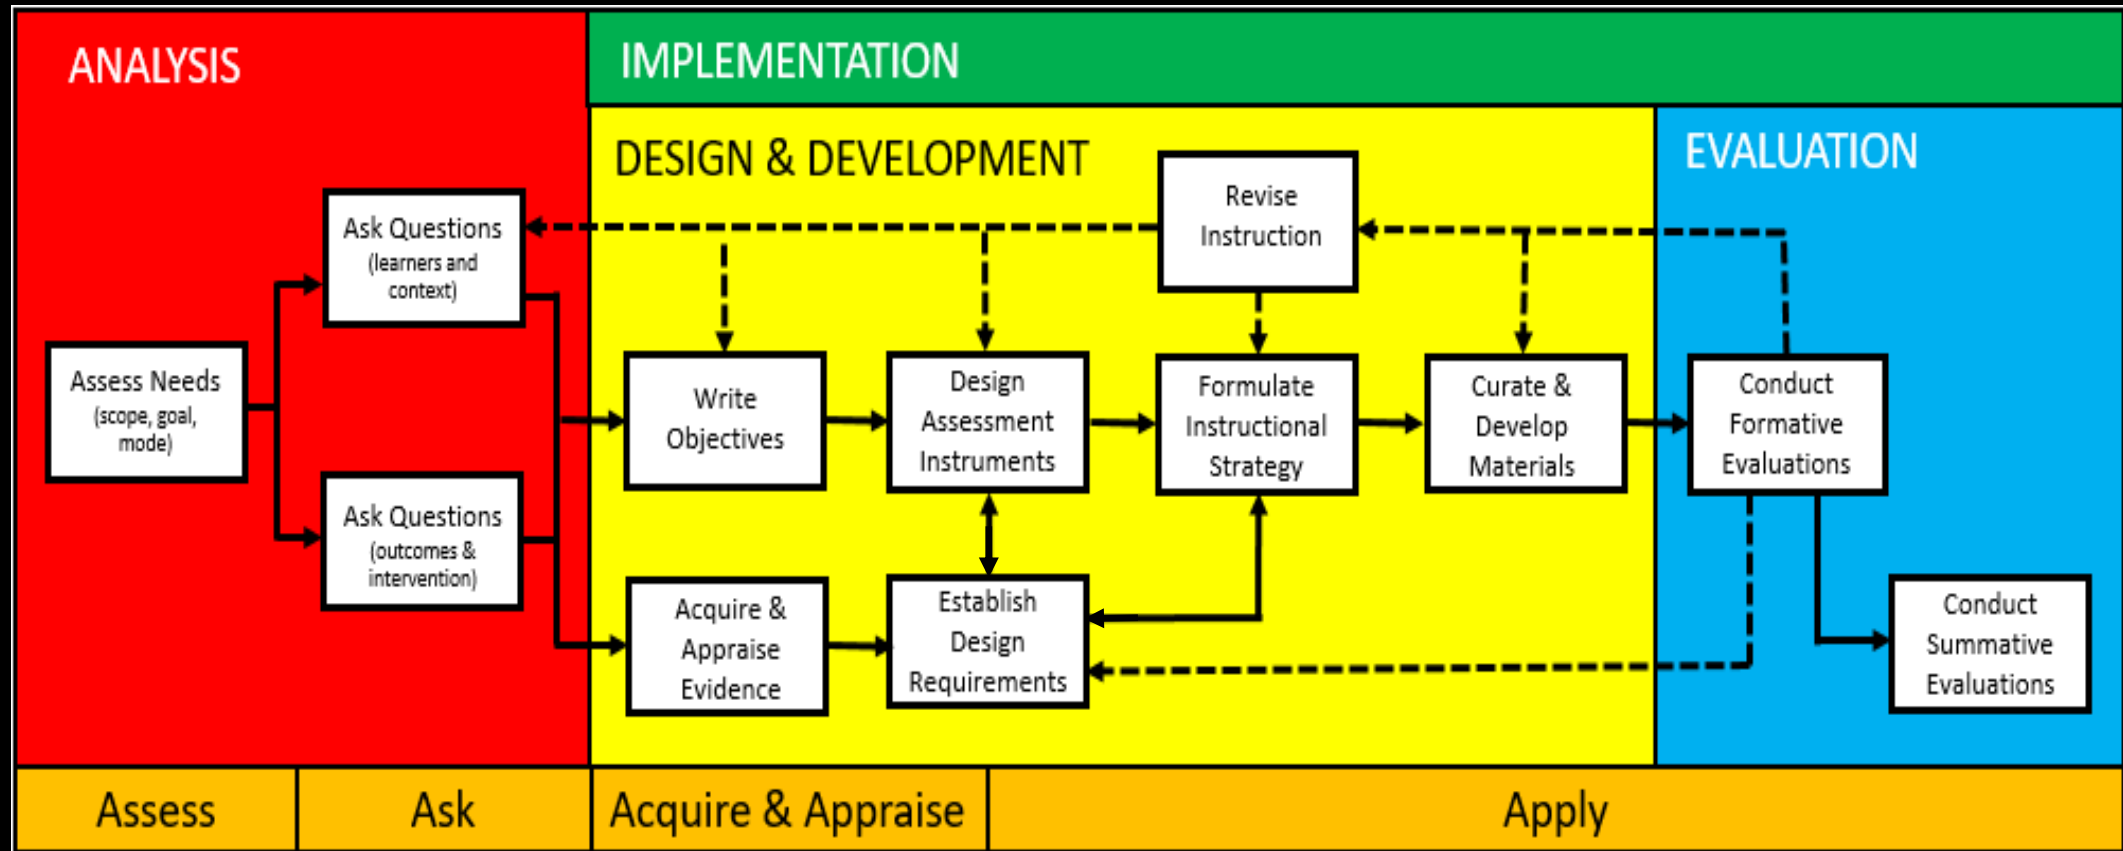 ANALYSIS
IMPLEMENTATION
DESIGN & DEVELOPMENT
EVALUATION
Revise
Instruction
Ask Questions
(learners and
context)
Assess Needs
(scope, goal,
mode)
Ask Questions
(outcomes &
intervention)
Write
Objectives
Design
Assessment
Instruments
Formulate
Instructional
Strategy
Curate &
Develop
Materials
Conduct
Formative
Evaluations
Acquire &
Appraise
Evidence
Establish
Design
Requirements
Conduct
Summative
Evaluations
Assess
Ask
Acquire & Appraise
Apply